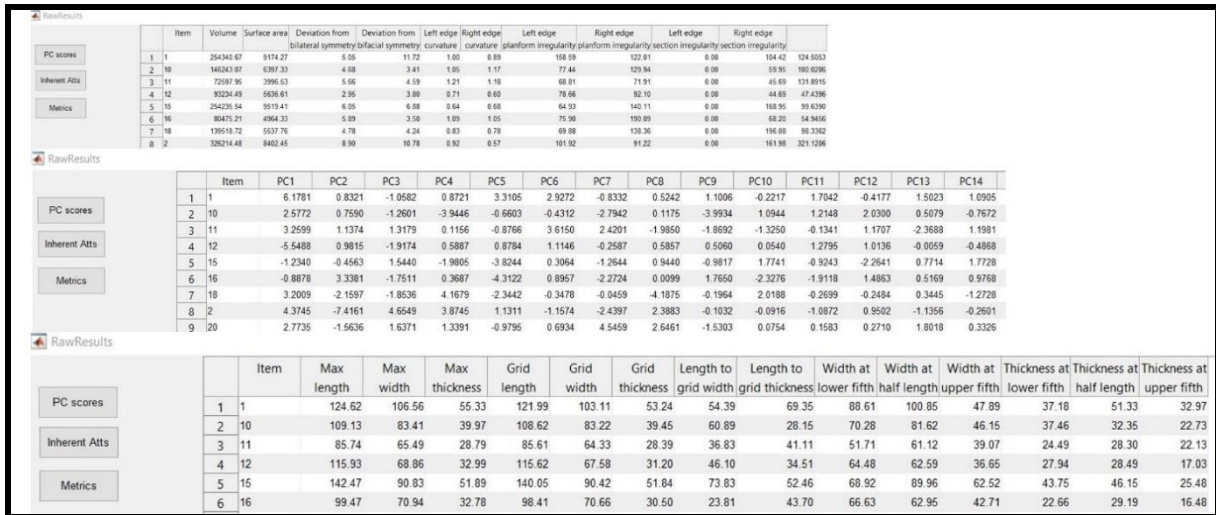 RawResults
Item Volume Surface area Deviation from Deviation from Left edge Right edge Left edge Right edge Left edge Right edge
bilateral symmetry bifacial symmetry curvature curvature planform irregularity planform irregularity section irregularity section irregularity
PC scores
1 1 254340.67 9174.27 5.05 11.72 1.00 0.89 158.59 122.01 0.00 104.42 124.5053
2 10 146243.07 6397.33 4.68 3.41 1.05 1.17 77.44 129.94 0.00 59.95 100.0286
Inherent Atts
3 11 72597.95 3996.53 5.66 4.59 1.21 1.18 68.81 71.91 0.00 45.69 131.8915
4 12 93234.49 5636.61 2.95 3.80 0.71 0.60 78.66 92.10 0.00 44.69 47.4396
Metrics
5 15 254235.54 9519.41 6.05 6.88 0.64 0.68 64.93 140.11 0.00 168.95 99.6390
6 16 80475.21 4964.33 5.89 3.50 1.09 1.05 75.90 190.09 0.00 68.20 54.9456
7 18 139518.72 5537.76 4.78 4.24 0.83 0.78 69.88 138.36 0.00 196.08 98.3362
8 2 326214.48 8402.45 8.90 10.78 0.92 0.57 101.92 91.22 0.00 161.98 321.1206
RawResults
Item PC1 PC2 PC3 PC4 PC5 PC6 PC7 PC8 PC9 PC10 PC11 PC12 PC13 PC14
1 1 6.1781 0.8321 -1.0582 0.8721 3.3105 2.9272 -0.8332 0.5242 1.1006 -0.2217 1.7042 -0.4177 1.5023 1.0905
PC scores
2 10 2.5772 0.7590 -1.2601 -3.9446 -0.6603 -0.4312 -2.7942 0.1175 -3.9934 1.0944 1.2148 2.0300 0.5079 -0.7672
3 11 3.2599 1.1374 1.3179 0.1156 -0.8766 3.6150 2.4201 -1.9850 -1.8692 -1.3250 -0.1341 1.1707 -2.3688 1.1981
Inherent Atts
4 12 -5.5488 0.9815 -1.9174 0.5887 0.8784 1.1146 -0.2587 0.5857 0.5060 0.0540 1.2795 1.0136 -0.0059 -0.4868
5 15 -1.2340 -0.4563 1.5440 -1.9805 -3.8244 0.3064 -1.2644 0.9440 -0.9817 1.7741 -0.9243 -2.2641 0.7714 1.7728
Metrics
6 16 -0.8878 3.3381 -1.7511 0.3687 -4.3122 0.8957 -2.2724 0.0099 1.7650 -2.3276 -1.9118 1.4863 0.5169 0.9768
7 18 3.2009 -2.1597 -1.8536 4.1679 -2.3442 -0.3478 -0.0459 -4.1875 -0.1964 2.0188 -0.2699 -0.2484 0.3445 -1.2728
8 2 4.3745 -7.4161 4.6549 3.8745 1.1311 -1.1574 -2.4397 2.3883 -0.1032 -0.0916 -1.0872 0.9502 -1.1356 -0.2601
9 20 2.7735 -1.5636 1.6371 1.3391 -0.9795 0.6934 4.5459 2.6461 -1.5303 0.0754 0.1583 0.2710 1.8018 0.3326
RawResults
Item Max Max Max Grid Grid Grid Length to Length to Width at Width at Width at Thickness at Thickness at Thickness at
length width thickness length width thickness grid width grid thickness lower fifth half length upper fifth lower fifth half length upper fifth
PC scores
1 1 124.62 106.56 55.33 121.99 103.11 53.24 54.39 69.35 88.61 100.85 47.89 37.18 51.33 32.97
2 10 109.13 83.41 39.97 108.62 83.22 39.45 60.89 28.15 70.28 81.62 46.15 37.46 32.35 22.73
Inherent Atts
3 11 85.74 65.49 28.79 85.61 64.33 28.39 36.83 41.11 51.71 61.12 39.07 24.49 28.30 22.13
4 12 115.93 68.86 32.99 115.62 67.58 31.20 46.10 34.51 64.48 62.59 36.65 27.94 28.49 17.03
Metrics
5 15 142.47 90.83 51.89 140.05 90.42 51.84 73.83 52.46 68.92 89.96 62.52 43.75 46.15 25.48
6 16 99.47 70.94 32.78 98.41 70.66 30.50 23.81 43.70 66.63 62.95 42.71 22.66 29.19 16.48